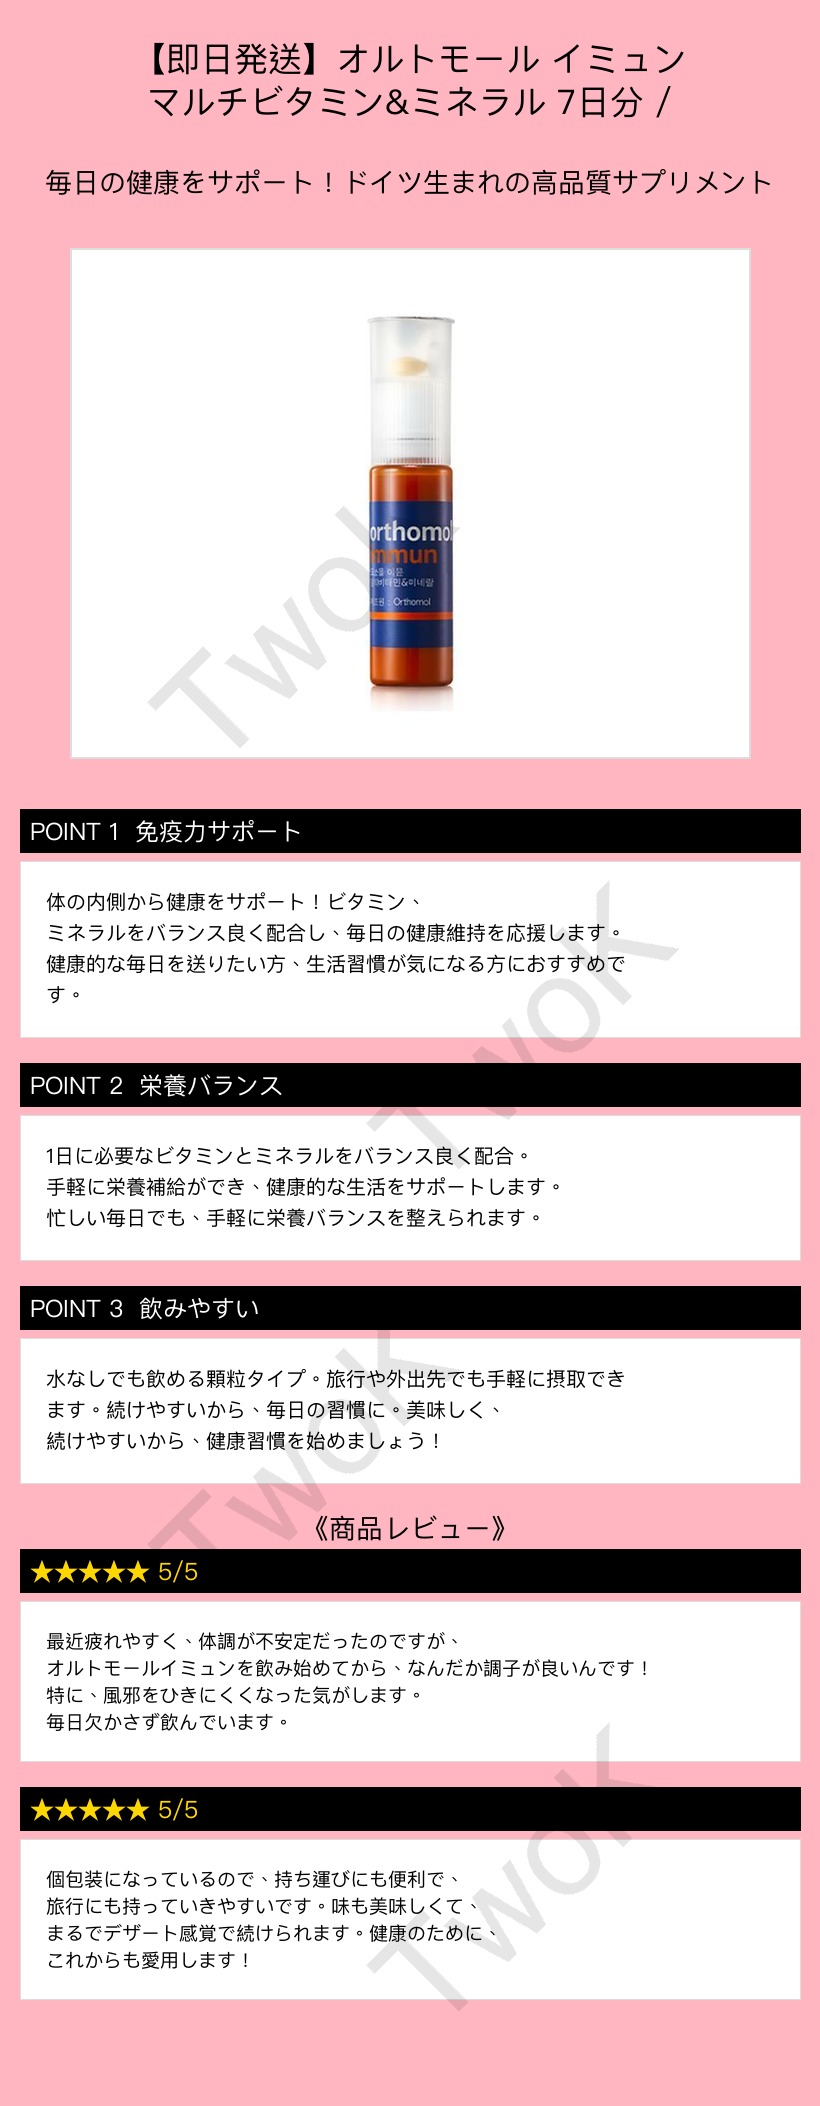 【即日発送】オルトモール イミュン
マルチビタミン&ミネラル 7日分 /
毎日の健康をサポート！ドイツ生まれの高品質サプリメント
orthomol
immun
이뮨
비타민&미네랄
: Orthomol
TwoK
POINT 1 免疫力サポート
体の内側から健康をサポート！ビタミン、
ミネラルをバランス良く配合し、毎日の健康維持を応援します。
健康的な毎日を送りたい方、生活習慣が気になる方におすすめで
す。
TwoK
POINT 2 栄養バランス
1日に必要なビタミンとミネラルをバランス良く配合。
手軽に栄養補給ができ、健康的な生活をサポートします。
忙しい毎日でも、手軽に栄養バランスを整えられます。
POINT 3 飲みやすい
水なしでも飲める顆粒タイプ。旅行や外出先でも手軽に摂取でき
ます。続けやすいから、毎日の習慣に。美味しく、
続けやすいから、健康習慣を始めましょう！
TwoK
《商品レビュー》
★★★★★ 5/5
最近疲れやすく、体調が不安定だったのですが、
オルトモールイミュンを飲み始めてから、なんだか調子が良いんです！
特に、風邪をひきにくくなった気がします。
毎日欠かさず飲んでいます。
★★★★★ 5/5
個包装になっているので、持ち運びにも便利で、
旅行にも持っていきやすいです。味も美味しくて、
まるでデザート感覚で続けられます。健康のために、
これからも愛用します！
TwoK